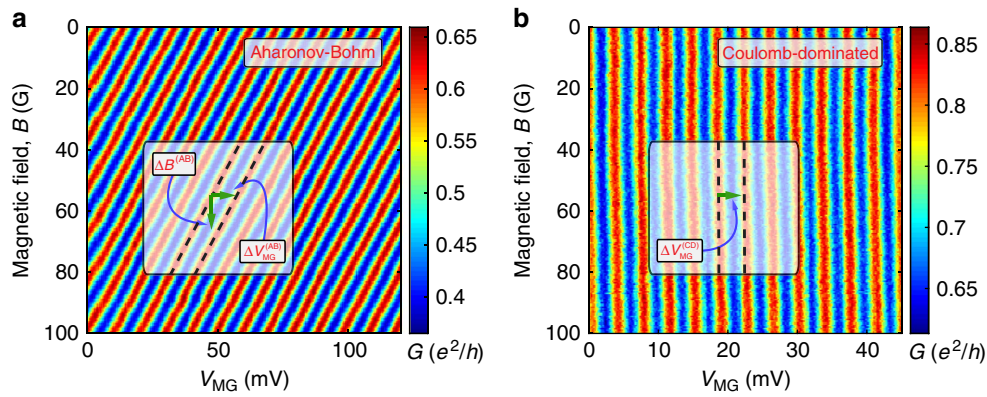 a
Aharonov-Bohm
ΔB^(AB)
ΔV_MG^(AB)
0
20
40
60
80
100
Magnetic field, B (G)
0
50
100
V_MG (mV)
0.65
0.6
0.55
0.5
0.45
0.4
G (e²/h)
b
Coulomb-dominated
ΔV_MG^(CD)
0
20
40
60
80
100
Magnetic field, B (G)
0
10
20
30
40
V_MG (mV)
0.85
0.8
0.75
0.7
0.65
G (e²/h)